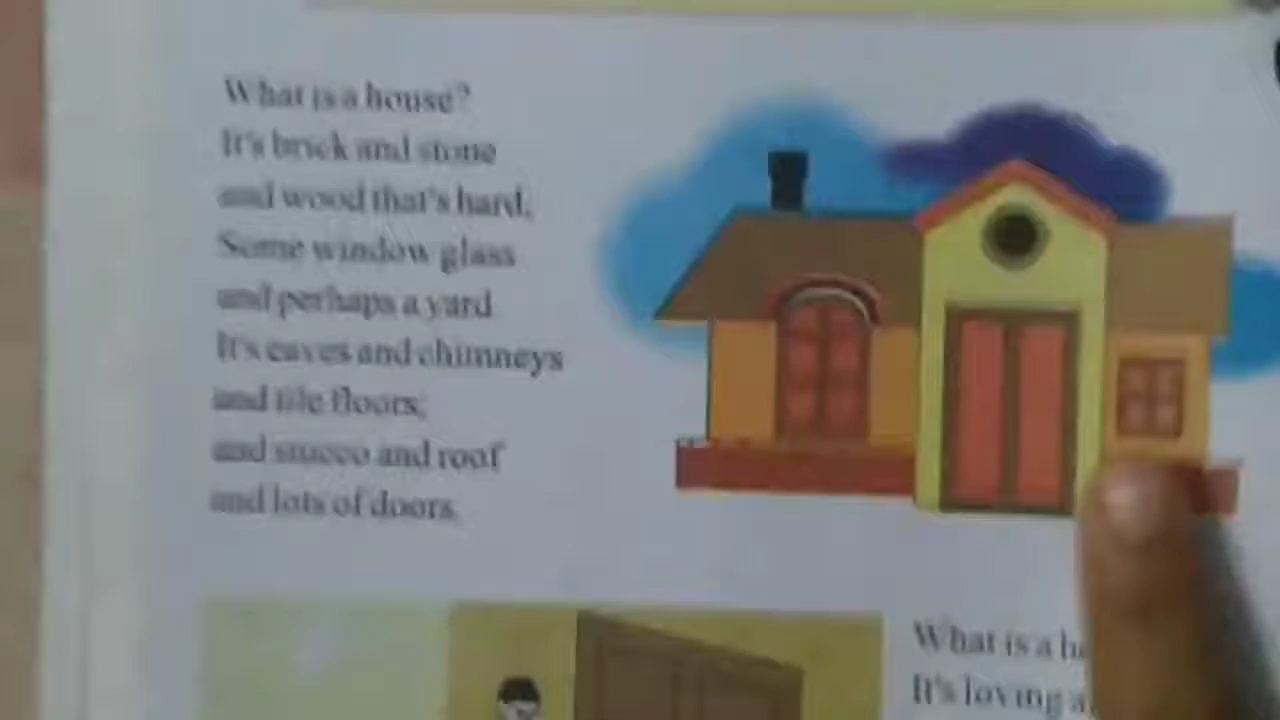 What is a house?
It's brick and stone
and wood that's hard.
Some window glass
and perhaps a yard
It's eaves and chimneys
and tile floors;
and stucco and roof
and lots of doors.
What is a
It's loving